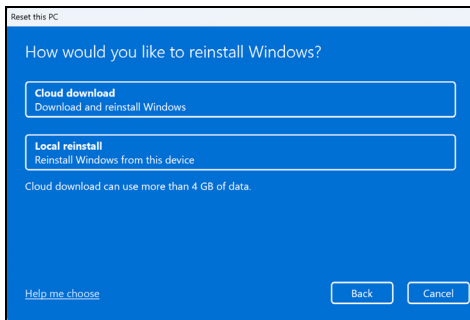 Reset this PC
How would you like to reinstall Windows?
Cloud download
Download and reinstall Windows
Local reinstall
Reinstall Windows from this device
Cloud download can use more than 4 GB of data.
Help me choose
Back
Cancel